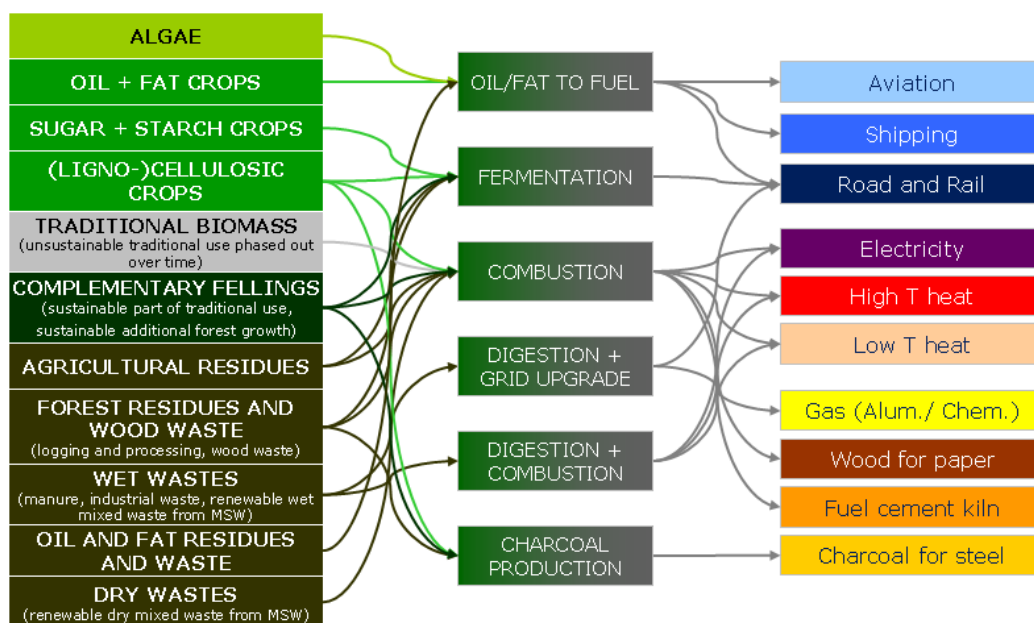 ALGAE
OIL + FAT CROPS
SUGAR + STARCH CROPS
(LIGNO-)CELLULOSIC
CROPS
TRADITIONAL BIOMASS
(unsustainable traditional use phased out
over time)
COMPLEMENTARY FELLINGS
(sustainable part of traditional use,
sustainable additional forest growth)
AGRICULTURAL RESIDUES
FOREST RESIDUES AND
WOOD WASTE
(logging and processing, wood waste)
WET WASTES
(manure, industrial waste, renewable wet
mixed waste from MSW)
OIL AND FAT RESIDUES
AND WASTE
DRY WASTES
(renewable dry mixed waste from MSW)
OIL/FAT TO FUEL
FERMENTATION
COMBUSTION
DIGESTION +
GRID UPGRADE
DIGESTION +
COMBUSTION
CHARCOAL
PRODUCTION
Aviation
Shipping
Road and Rail
Electricity
High T heat
Low T heat
Gas (Alum./ Chem.)
Wood for paper
Fuel cement kiln
Charcoal for steel